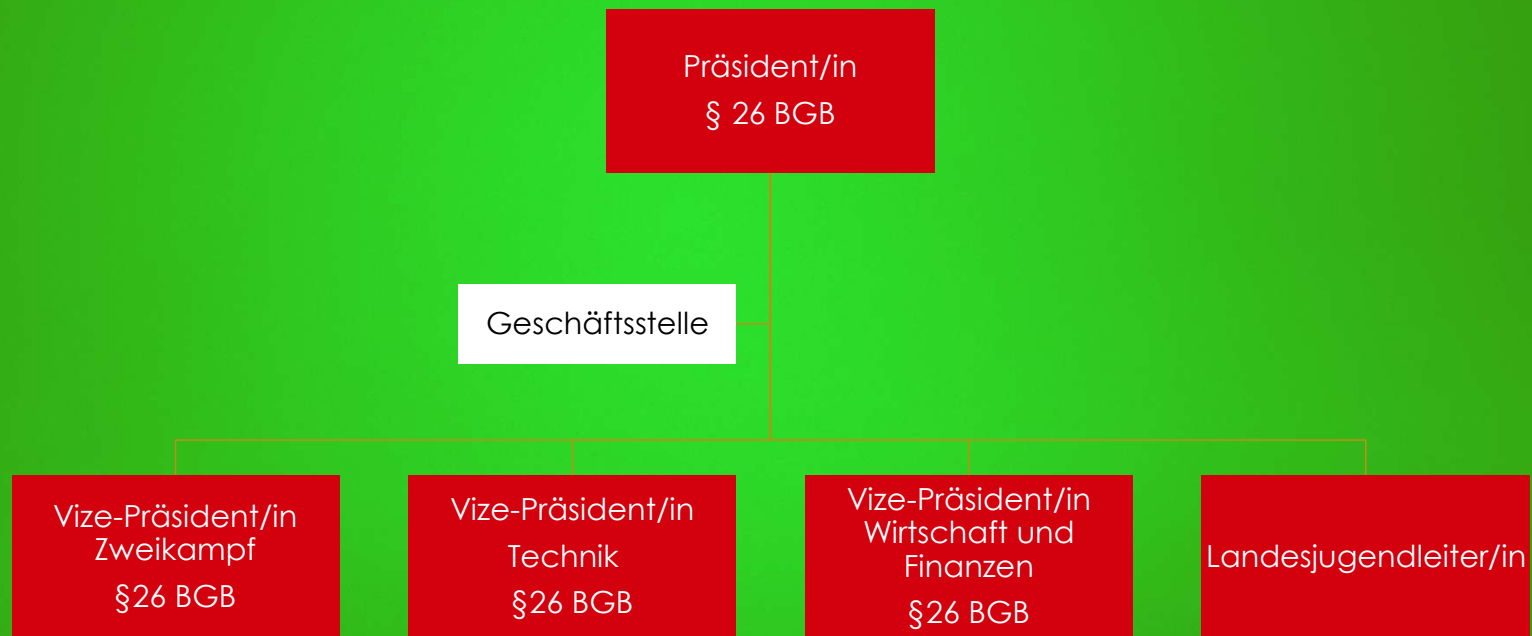 Präsident/in
§ 26 BGB
Geschäftsstelle
Vize-Präsident/in
Zweikampf
§26 BGB
Vize-Präsident/in
Technik
§26 BGB
Vize-Präsident/in
Wirtschaft und
Finanzen
§26 BGB
Landesjugendleiter/in